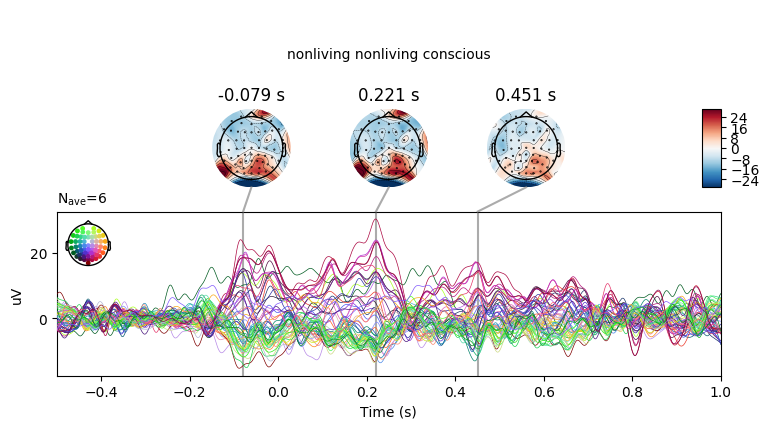 nonliving nonliving conscious
-0.079 s 0.221 s 0.451 s
24
16
8
0
−8
−16
−24
Nave=6
20
0
uV
−0.4 −0.2 0.0 0.2 0.4 0.6 0.8 1.0
Time (s)